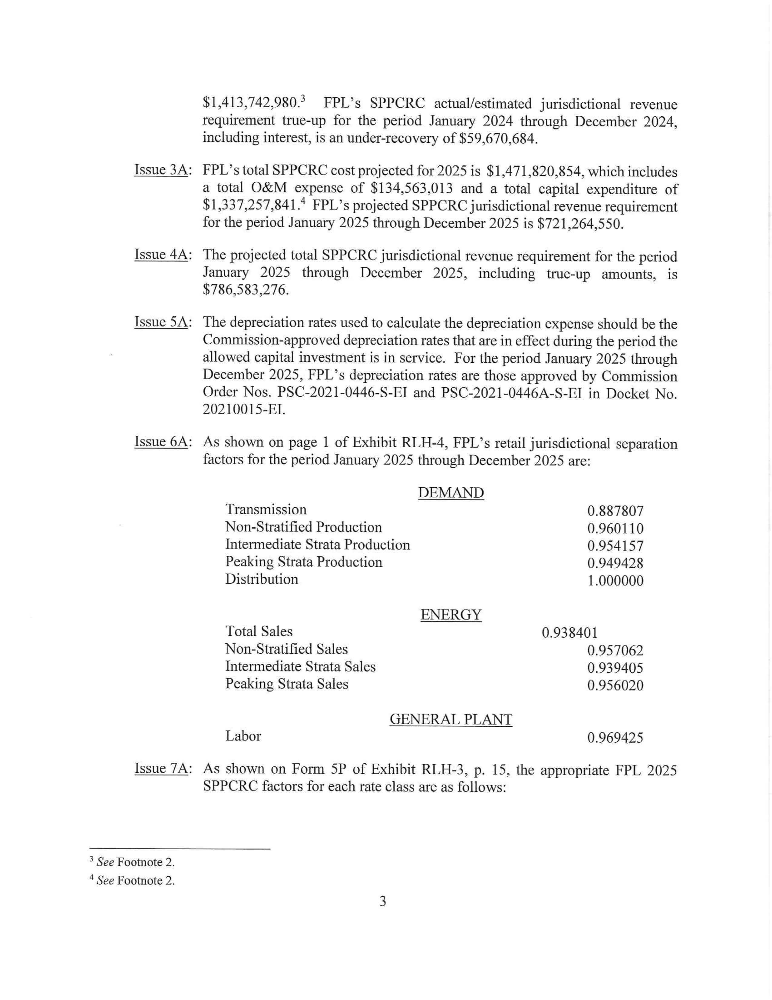 $1,413,742,980.³ FPL's SPPCRC actual/estimated jurisdictional revenue
requirement true-up for the period January 2024 through December 2024,
including interest, is an under-recovery of $59,670,684.
Issue 3A: FPL's total SPPCRC cost projected for 2025 is $1,471,820,854, which includes
a total O&M expense of $134,563,013 and a total capital expenditure of
$1,337,257,841.⁴ FPL's projected SPPCRC jurisdictional revenue requirement
for the period January 2025 through December 2025 is $721,264,550.
Issue 4A: The projected total SPPCRC jurisdictional revenue requirement for the period
January 2025 through December 2025, including true-up amounts, is
$786,583,276.
Issue 5A: The depreciation rates used to calculate the depreciation expense should be the
Commission-approved depreciation rates that are in effect during the period the
allowed capital investment is in service. For the period January 2025 through
December 2025, FPL's depreciation rates are those approved by Commission
Order Nos. PSC-2021-0446-S-EI and PSC-2021-0446A-S-EI in Docket No.
20210015-EI.
Issue 6A: As shown on page 1 of Exhibit RLH-4, FPL's retail jurisdictional separation
factors for the period January 2025 through December 2025 are:
DEMAND
Transmission 0.887807
Non-Stratified Production 0.960110
Intermediate Strata Production 0.954157
Peaking Strata Production 0.949428
Distribution 1.000000
ENERGY
Total Sales 0.938401
Non-Stratified Sales 0.957062
Intermediate Strata Sales 0.939405
Peaking Strata Sales 0.956020
GENERAL PLANT
Labor 0.969425
Issue 7A: As shown on Form 5P of Exhibit RLH-3, p. 15, the appropriate FPL 2025
SPPCRC factors for each rate class are as follows:
³ See Footnote 2.
⁴ See Footnote 2.
3